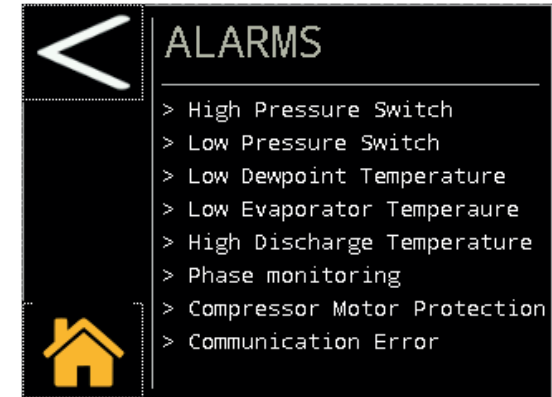 ALARMS
> High Pressure Switch
> Low Pressure Switch
> Low Dewpoint Temperature
> Low Evaporator Temperaure
> High Discharge Temperature
> Phase monitoring
> Compressor Motor Protection
> Communication Error